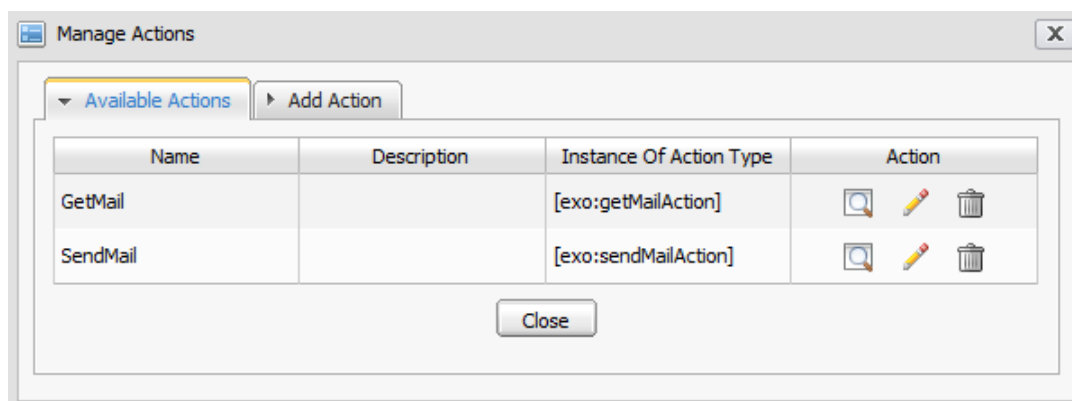 Manage Actions
X
Available Actions
Add Action
Name Description Instance Of Action Type Action
GetMail [exo:getMailAction]
SendMail [exo:sendMailAction]
Close